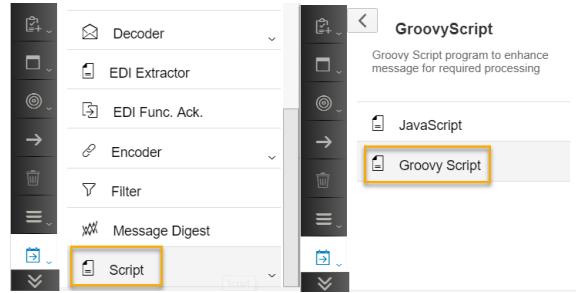 Decoder
EDI Extractor
EDI Func. Ack.
Encoder
Filter
Message Digest
Script
Script
GroovyScript
Groovy Script program to enhance
message for required processing
JavaScript
Groovy Script